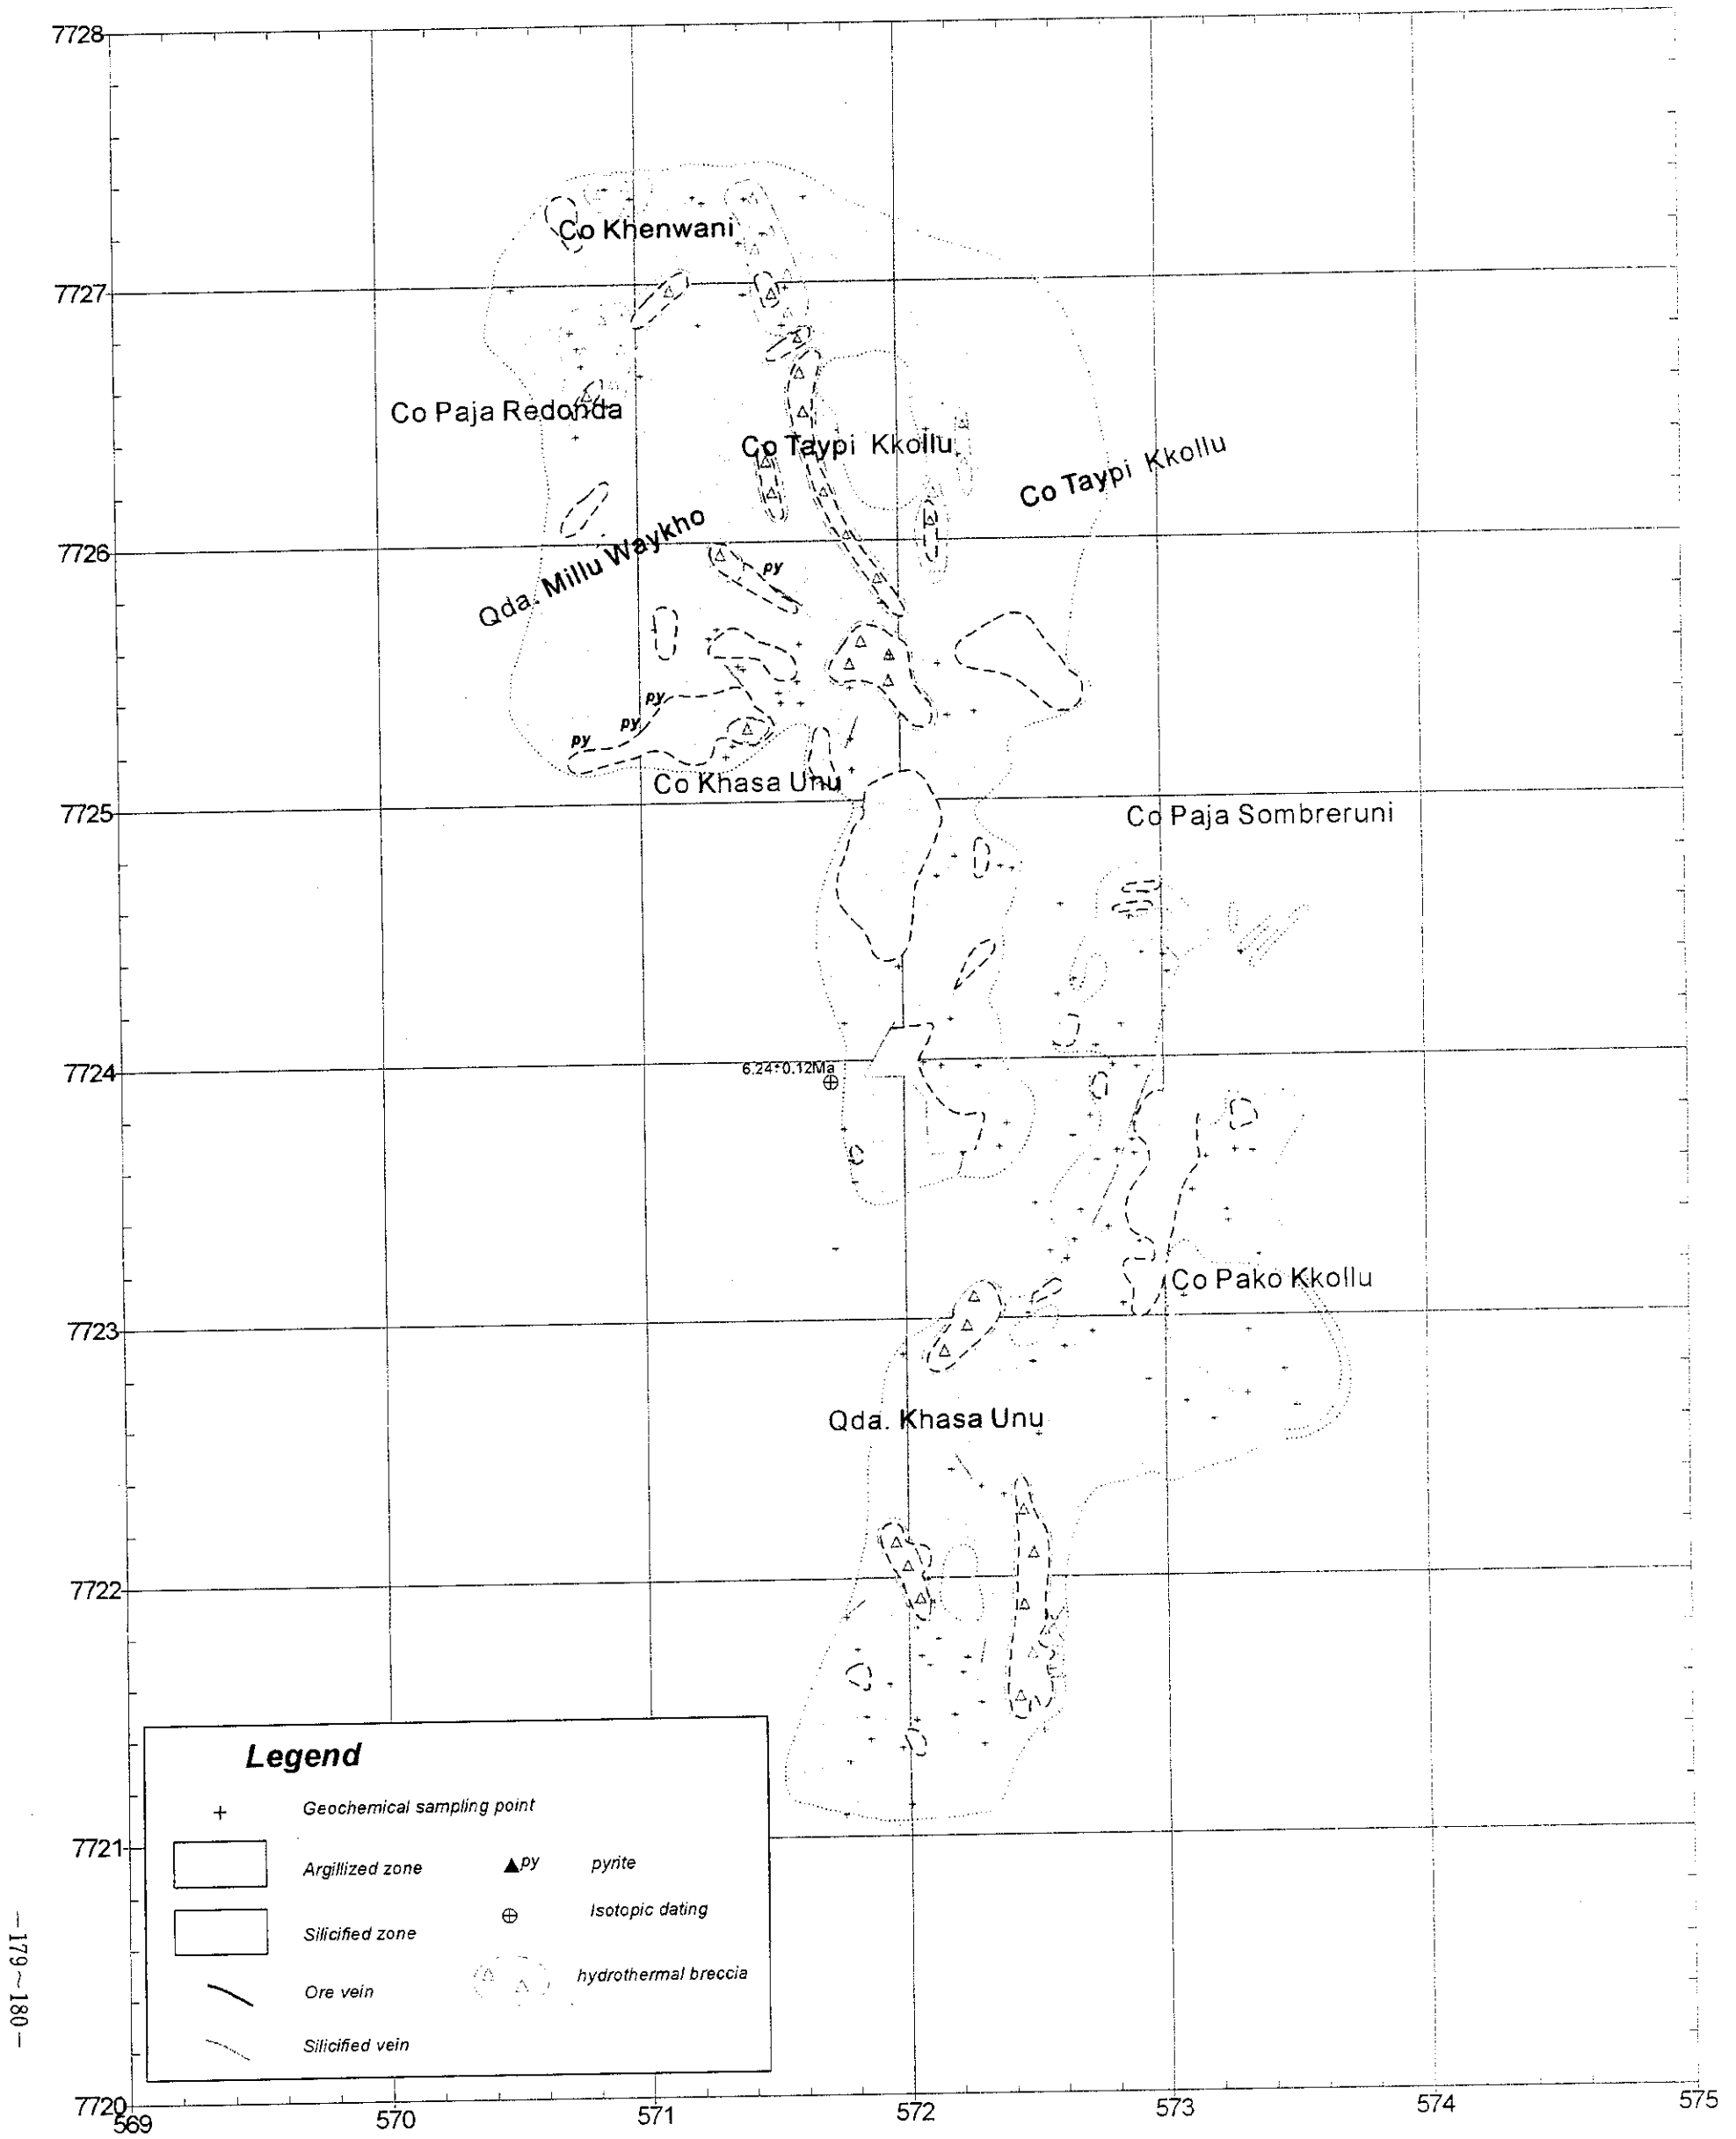 7728
Co Khenwani
7727
Co Paja Redonda
Co Taypi Kkollu
Co Taypi Kkollu
Qda. Millu Waykho
7726
py
py
py
py
Co Khasa Unu
7725
Co Paja Sombreruni
6.24±0.12Ma
7724
Co Pako Kkollu
7723
Qda. Khasa Unu
7722
Legend
+ Geochemical sampling point
7721
Argillized zone
▲py pyrite
Isotopic dating
Silicified zone
hydrothermal breccia
Ore vein
Silicified vein
7720
569 570 571 572 573 574 575
—179~180—